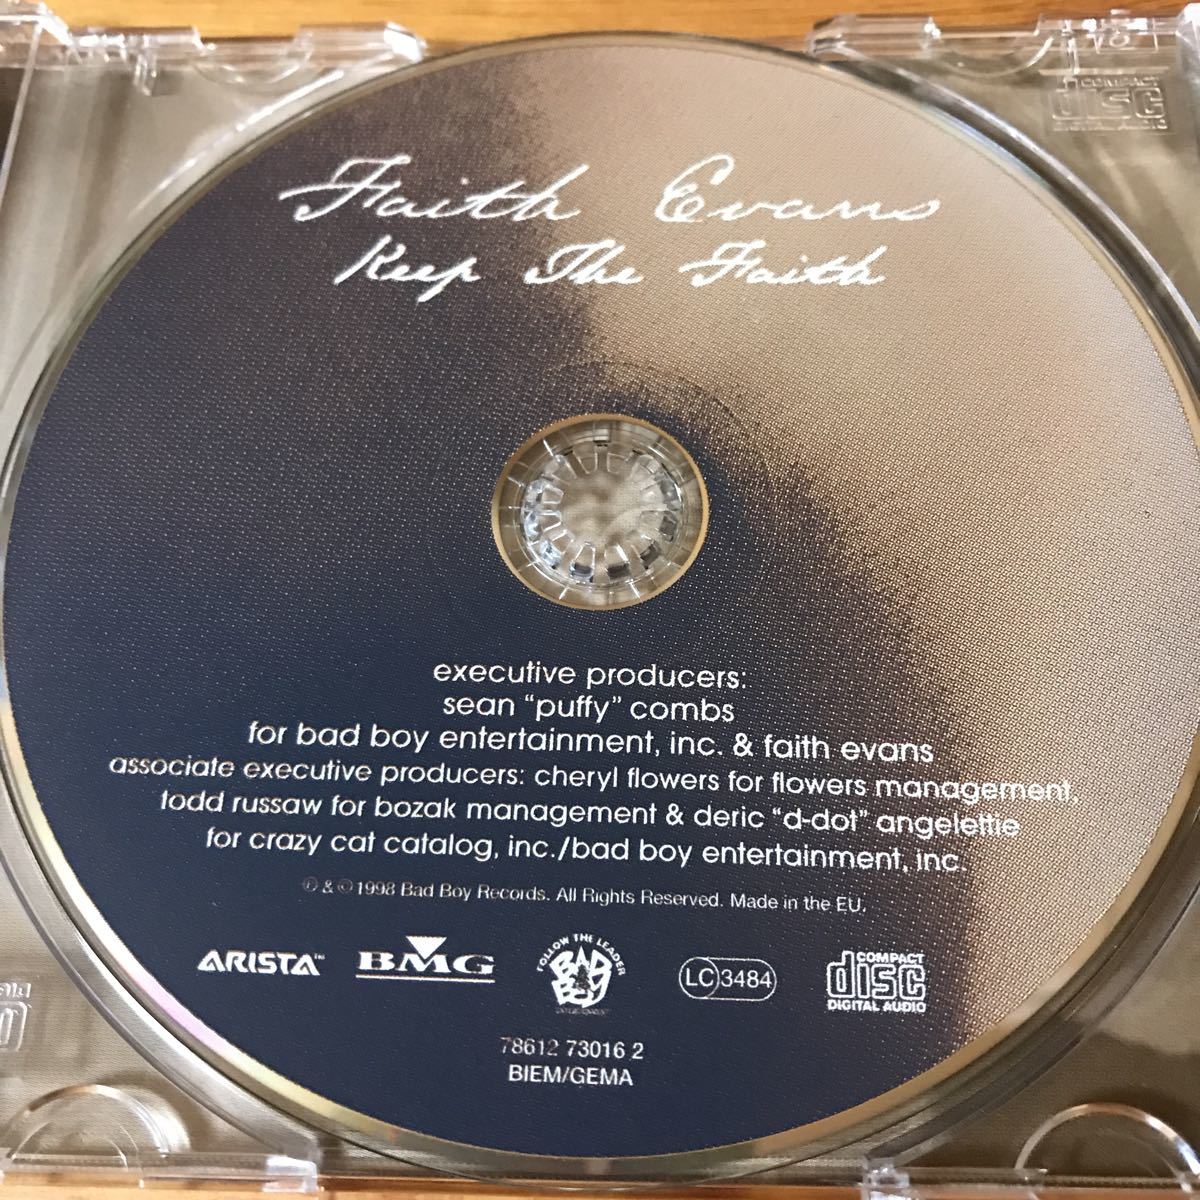 Faith Evans
Keep The Faith
executive producers:
sean "puffy" combs
for bad boy entertainment, inc. & faith evans
associate executive producers: cheryl flowers for flowers management,
todd russaw for bozak management & deric "d-dot" angelettie
for crazy cat catalog, inc./bad boy entertainment, inc.
℗ & © 1998 Bad Boy Records. All Rights Reserved. Made in the EU.
ARISTA™
BMG
FOLLOW THE LEADER
BAD BOY
LC 3484
COMPACT
disc
DIGITAL AUDIO
78612 73016 2
BIEM/GEMA
COMPACT
disc
DIGITAL AUDIO